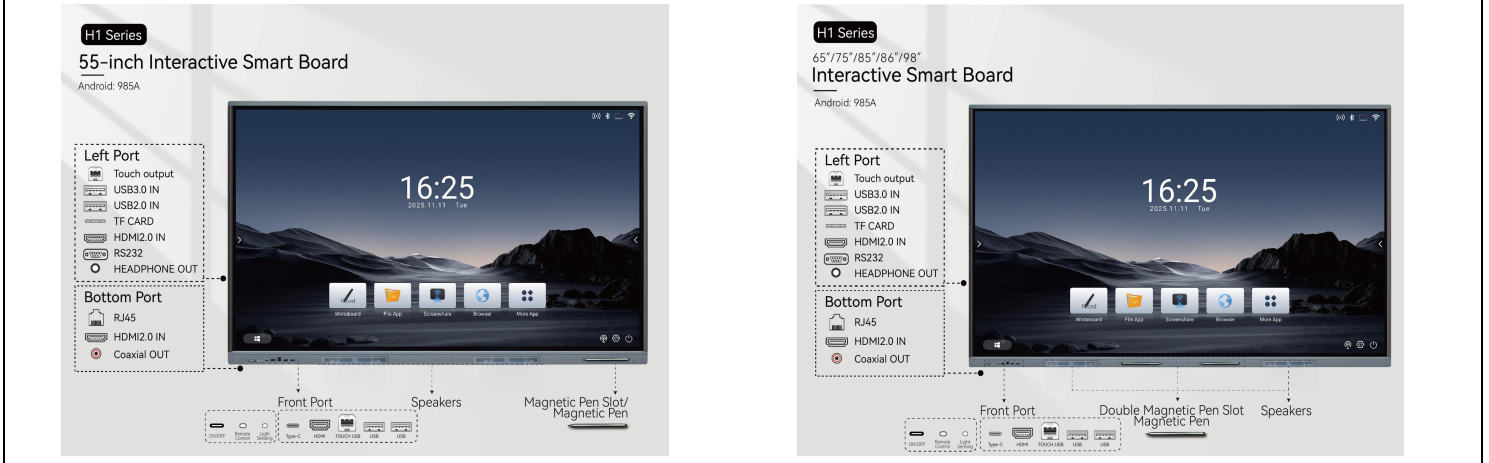 H1 Series
55-inch Interactive Smart Board
Android: 985A
16:25
2025.11.11 Tue
Left Port
Touch output
USB3.0 IN
USB2.0 IN
TF CARD
HDMI2.0 IN
RS232
HEADPHONE OUT
Bottom Port
RJ45
HDMI2.0 IN
Coaxial OUT
Whiteboard
File App
Screenshare
Browser
More App
Front Port
Speakers
Magnetic Pen Slot/
Magnetic Pen
ON/OFF
Remote
Control
Light
Sensing
Type-C
HDMI
TOUCH USB
USB
USB
H1 Series
65"/75"/85"/86"/98"
Interactive Smart Board
Android: 985A
16:25
2025.11.11 Tue
Left Port
Touch output
USB3.0 IN
USB2.0 IN
TF CARD
HDMI2.0 IN
RS232
HEADPHONE OUT
Bottom Port
RJ45
HDMI2.0 IN
Coaxial OUT
Whiteboard
File App
Screenshare
Browser
More App
Front Port
Double Magnetic Pen Slot
Magnetic Pen
Speakers
ON/OFF
Remote
Control
Light
Sensing
Type-C
HDMI
TOUCH USB
USB
USB